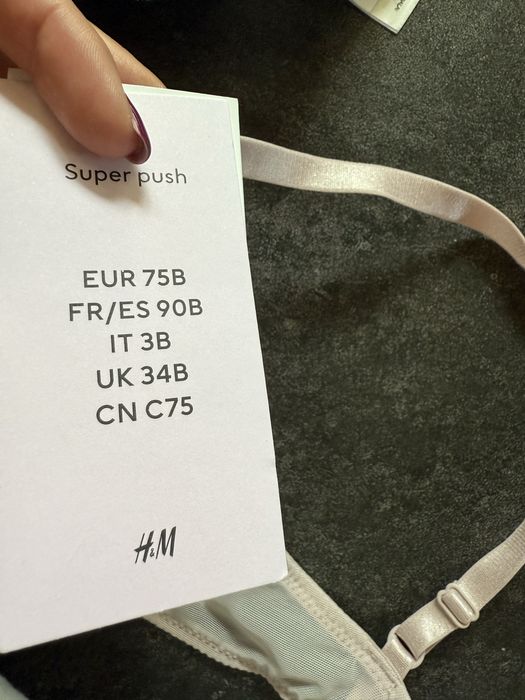 Super push
EUR 75B
FR/ES 90B
IT 3B
UK 34B
CN C75
H&M